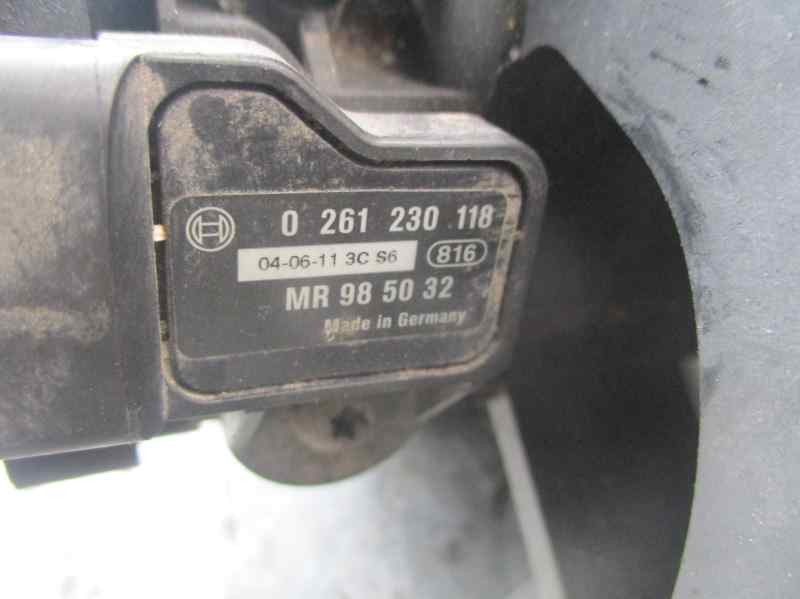 0 261 230 118
04-06-11 3C S6 816
MR 98 50 32
Made in Germany